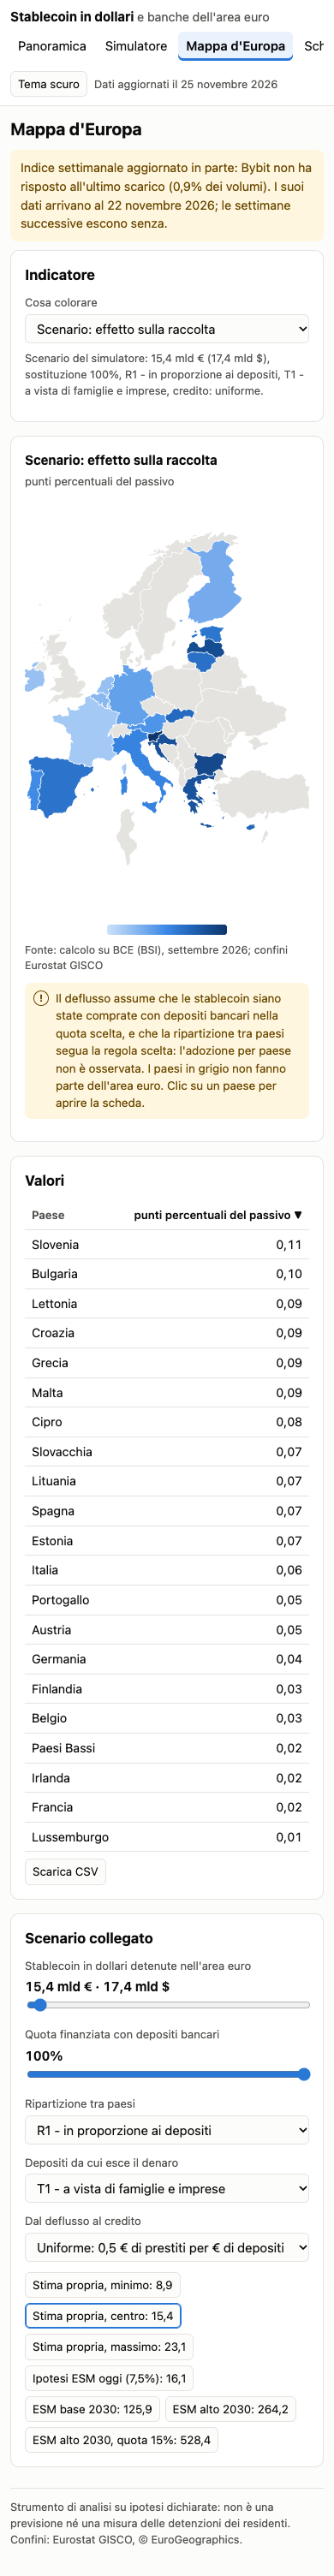 Stablecoin in dollari e banche dell'area euro
Panoramica Simulatore Mappa d'Europa Sch
Tema scuro Dati aggiornati il 25 novembre 2026
Mappa d'Europa
Indice settimanale aggiornato in parte: Bybit non ha
risposto all'ultimo scarico (0,9% dei volumi). I suoi
dati arrivano al 22 novembre 2026; le settimane
successive escono senza.
Indicatore
Cosa colorare
Scenario: effetto sulla raccolta
Scenario del simulatore: 15,4 mld € (17,4 mld $),
sostituzione 100%, R1 - in proporzione ai depositi, T1 -
a vista di famiglie e imprese, credito: uniforme.
Scenario: effetto sulla raccolta
punti percentuali del passivo
Fonte: calcolo su BCE (BSI), settembre 2026; confini
Eurostat GISCO
Il deflusso assume che le stablecoin siano
state comprate con depositi bancari nella
quota scelta, e che la ripartizione tra paesi
segua la regola scelta: l'adozione per paese
non è osservata. I paesi in grigio non fanno
parte dell'area euro. Clic su un paese per
aprire la scheda.
Valori
Paese punti percentuali del passivo ▼
Slovenia 0,11
Bulgaria 0,10
Lettonia 0,09
Croazia 0,09
Grecia 0,09
Malta 0,09
Cipro 0,08
Slovacchia 0,07
Lituania 0,07
Spagna 0,07
Estonia 0,07
Italia 0,06
Portogallo 0,05
Austria 0,05
Germania 0,04
Finlandia 0,03
Belgio 0,03
Paesi Bassi 0,02
Irlanda 0,02
Francia 0,02
Lussemburgo 0,01
Scarica CSV
Scenario collegato
Stablecoin in dollari detenute nell'area euro
15,4 mld € · 17,4 mld $
Quota finanziata con depositi bancari
100%
Ripartizione tra paesi
R1 - in proporzione ai depositi
Depositi da cui esce il denaro
T1 - a vista di famiglie e imprese
Dal deflusso al credito
Uniforme: 0,5 € di prestiti per € di depositi
Stima propria, minimo: 8,9
Stima propria, centro: 15,4
Stima propria, massimo: 23,1
Ipotesi ESM oggi (7,5%): 16,1
ESM base 2030: 125,9 ESM alto 2030: 264,2
ESM alto 2030, quota 15%: 528,4
Strumento di analisi su ipotesi dichiarate: non è una
previsione né una misura delle detenzioni dei residenti.
Confini: Eurostat GISCO, © EuroGeographics.